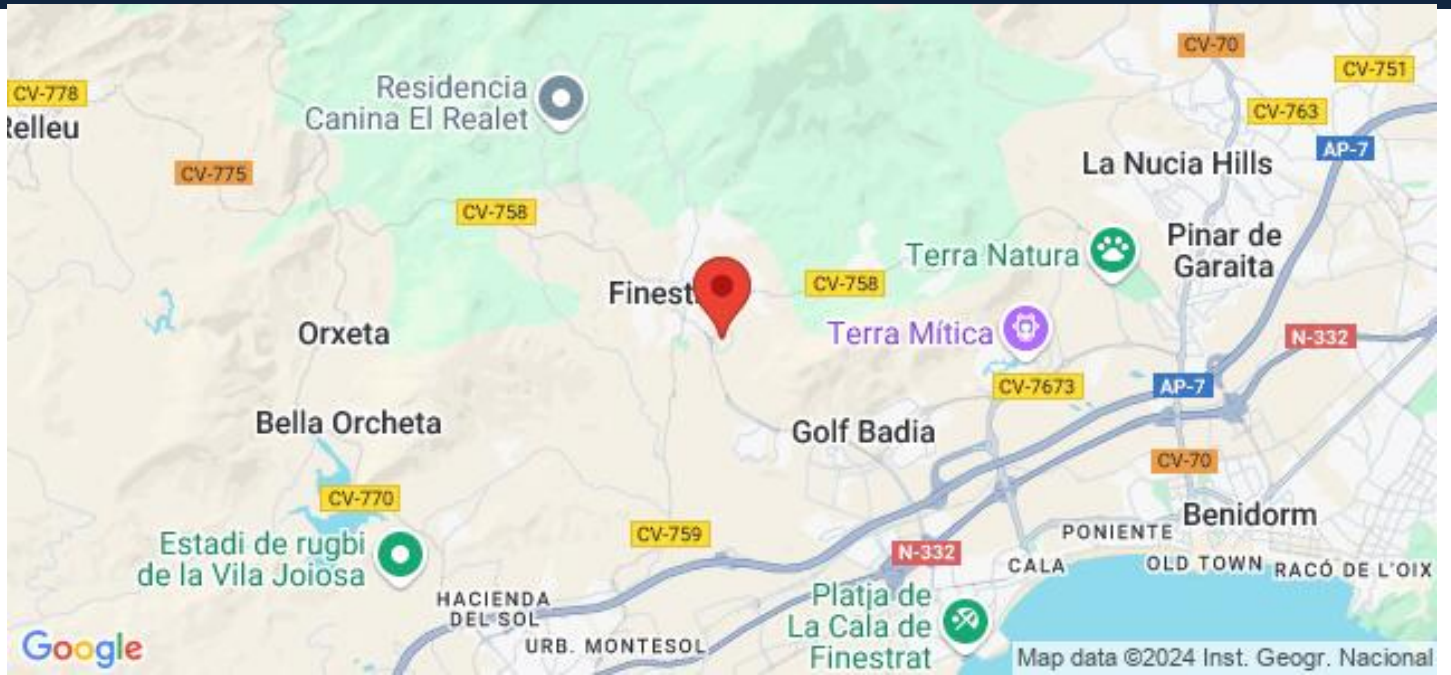 CV-70
CV-751
CV-778
Residencia
Canina El Realet
CV-763
Relleu
AP-7
La Nucia Hills
CV-775
CV-758
Pinar de
Garaita
Terra Natura
CV-758
Finest
Orxeta
Terra Mítica
N-332
CV-7673
AP-7
Bella Orcheta
Golf Badia
CV-70
CV-770
Benidorm
CV-759
PONIENTE
Estadi de rugbi
de la Vila Joiosa
N-332
CALA
OLD TOWN
RACÓ DE L'OIX
HACIENDA
DEL SOL
Platja de
La Cala de
Finestrat
URB. MONTESOL
Google
Map data ©2024 Inst. Geogr. Nacional